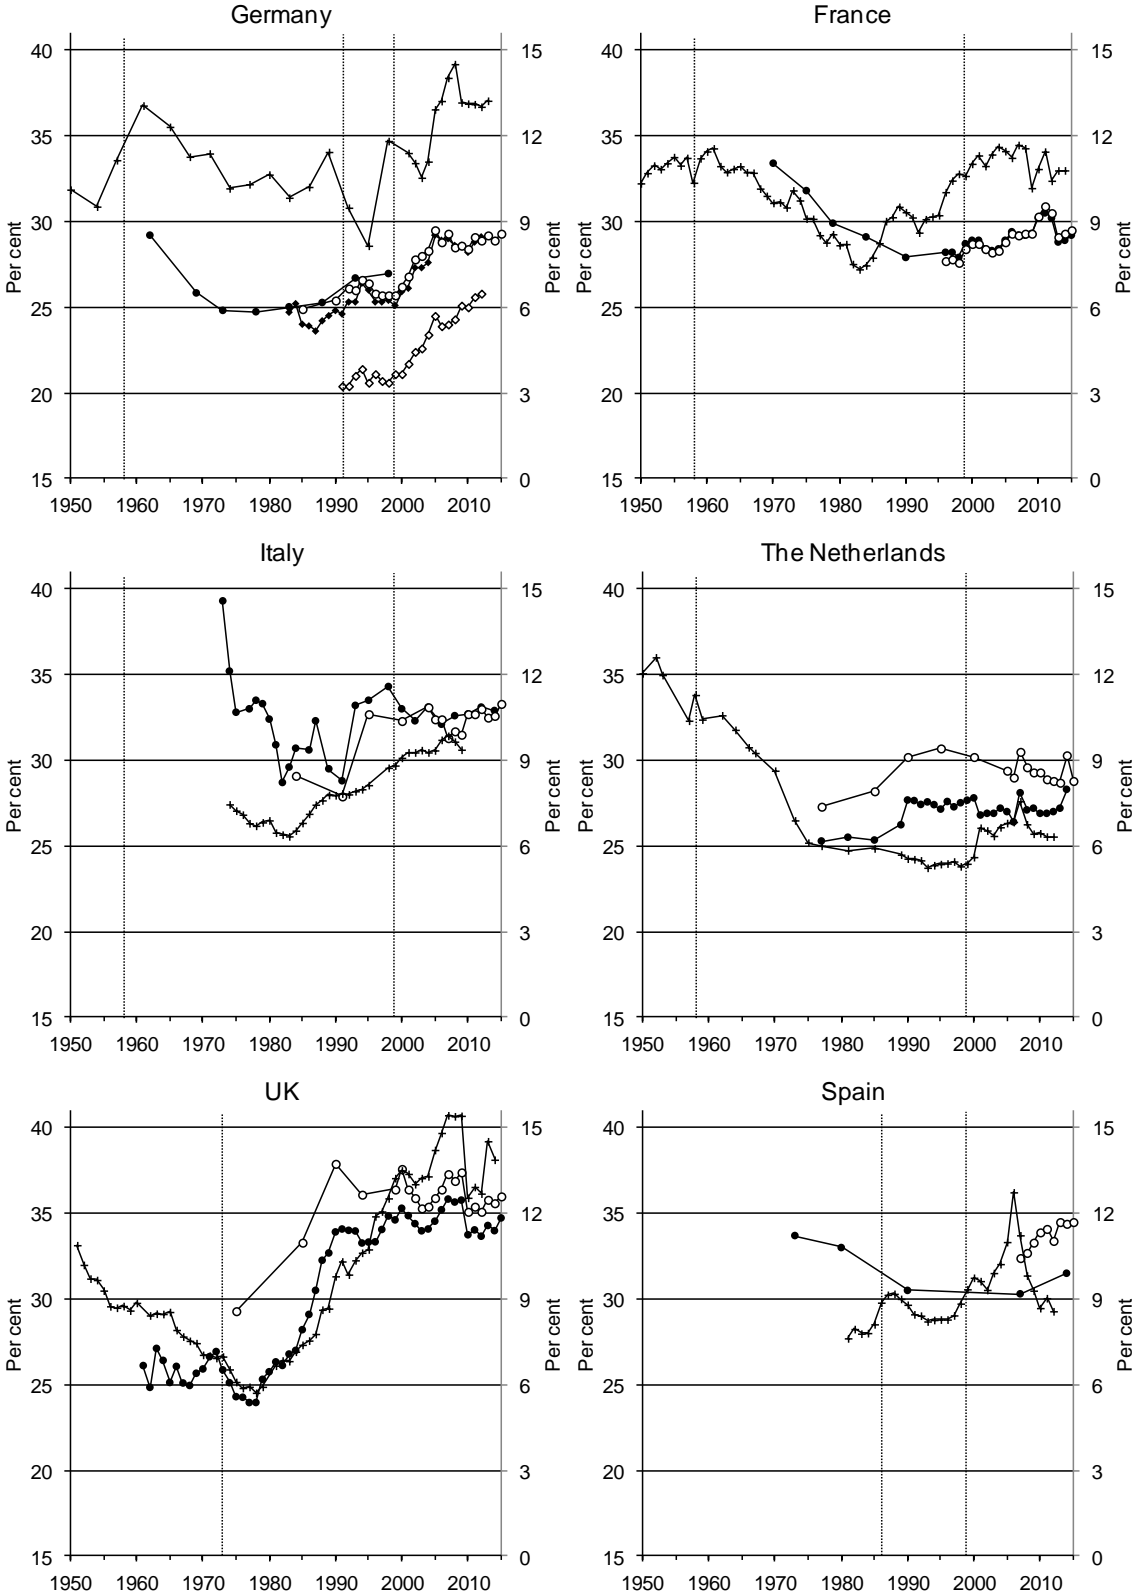 Germany
France
40 15 40 15
35 12 35 12
30 9 30 9
25 6 25 6
20 3 20 3
15 0 15 0
Per cent Per cent Per cent Per cent
1950 1960 1970 1980 1990 2000 2010 1950 1960 1970 1980 1990 2000 2010
Italy
The Netherlands
40 15 40 15
35 12 35 12
30 9 30 9
25 6 25 6
20 3 20 3
15 0 15 0
Per cent Per cent Per cent Per cent
1950 1960 1970 1980 1990 2000 2010 1950 1960 1970 1980 1990 2000 2010
UK
Spain
40 15 40 15
35 12 35 12
30 9 30 9
25 6 25 6
20 3 20 3
15 0 15 0
Per cent Per cent Per cent Per cent
1950 1960 1970 1980 1990 2000 2010 1950 1960 1970 1980 1990 2000 2010